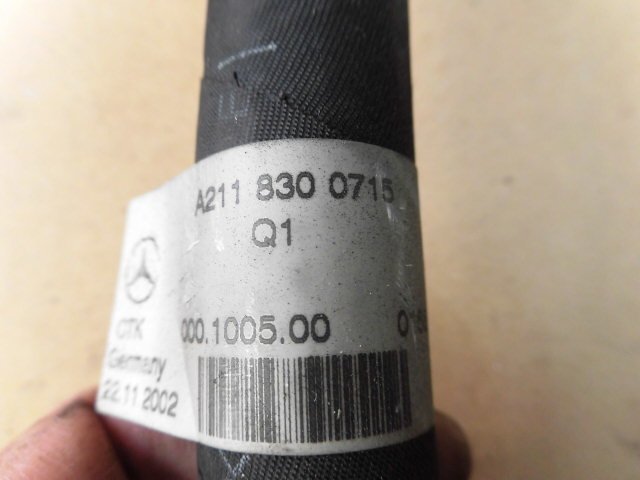 A211 830 0715
Q1
000.1005.00
CTK
Germany
22.11 2002